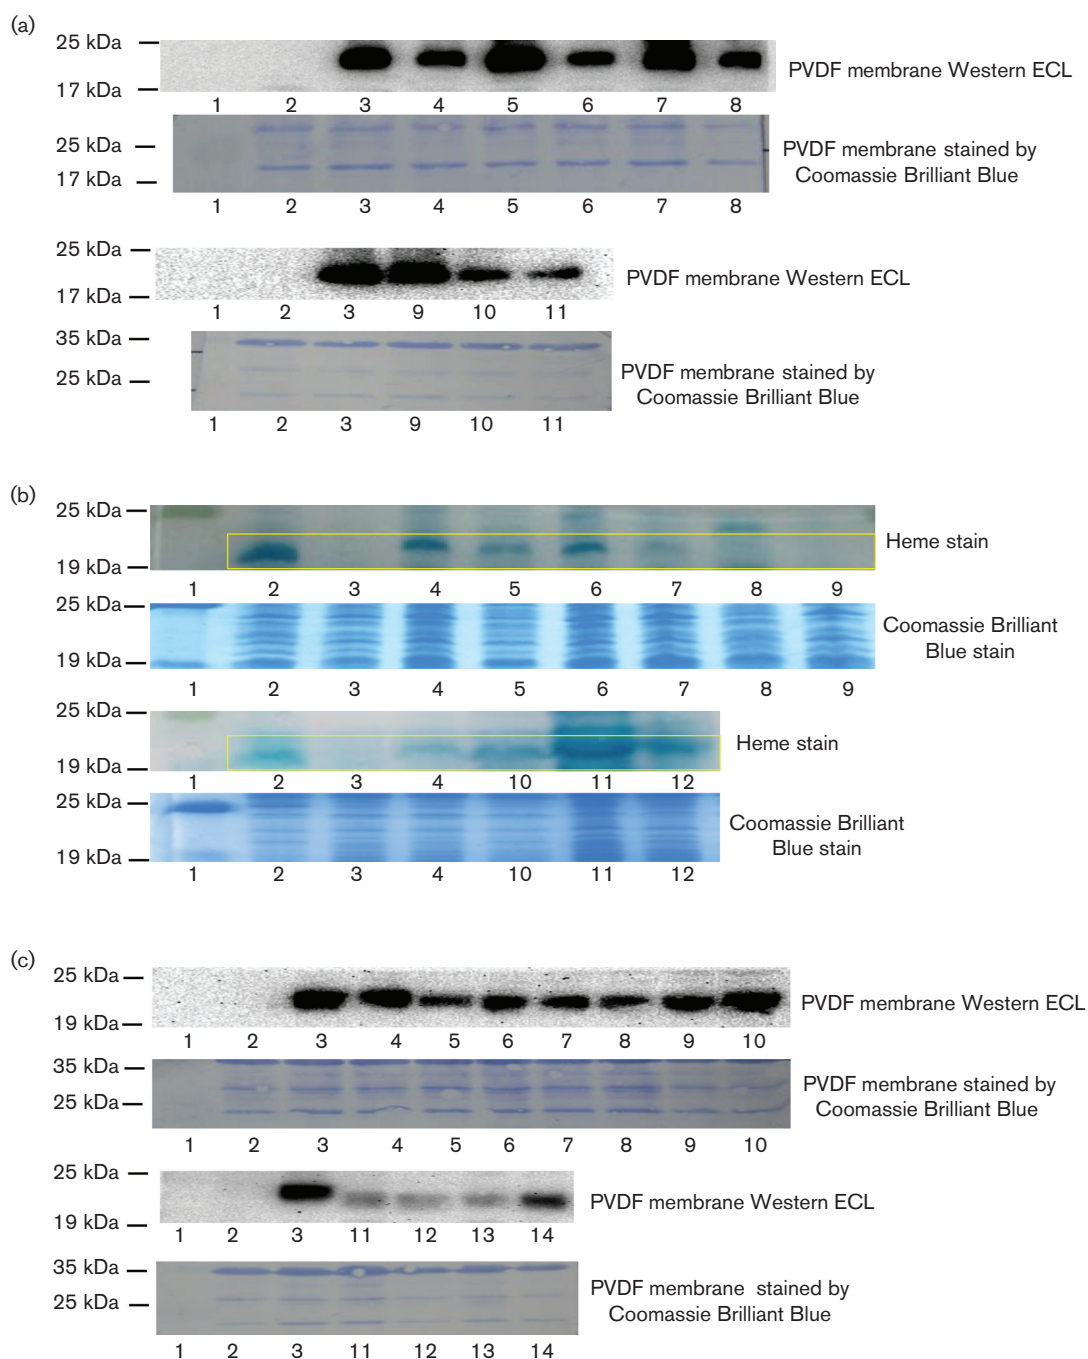 (a)
25 kDa
17 kDa
PVDF membrane Western ECL
1 2 3 4 5 6 7 8
25 kDa
17 kDa
PVDF membrane stained by
Coomassie Brilliant Blue
1 2 3 4 5 6 7 8
25 kDa
17 kDa
PVDF membrane Western ECL
1 2 3 9 10 11
35 kDa
25 kDa
PVDF membrane stained by
Coomassie Brilliant Blue
1 2 3 9 10 11
(b)
25 kDa
19 kDa
Heme stain
1 2 3 4 5 6 7 8 9
25 kDa
19 kDa
Coomassie Brilliant
Blue stain
1 2 3 4 5 6 7 8 9
25 kDa
19 kDa
Heme stain
1 2 3 4 10 11 12
25 kDa
19 kDa
Coomassie Brilliant
Blue stain
1 2 3 4 10 11 12
(c)
25 kDa
19 kDa
PVDF membrane Western ECL
1 2 3 4 5 6 7 8 9 10
35 kDa
25 kDa
PVDF membrane stained by
Coomassie Brilliant Blue
1 2 3 4 5 6 7 8 9 10
25 kDa
19 kDa
PVDF membrane Western ECL
1 2 3 11 12 13 14
35 kDa
25 kDa
PVDF membrane stained by
Coomassie Brilliant Blue
1 2 3 11 12 13 14